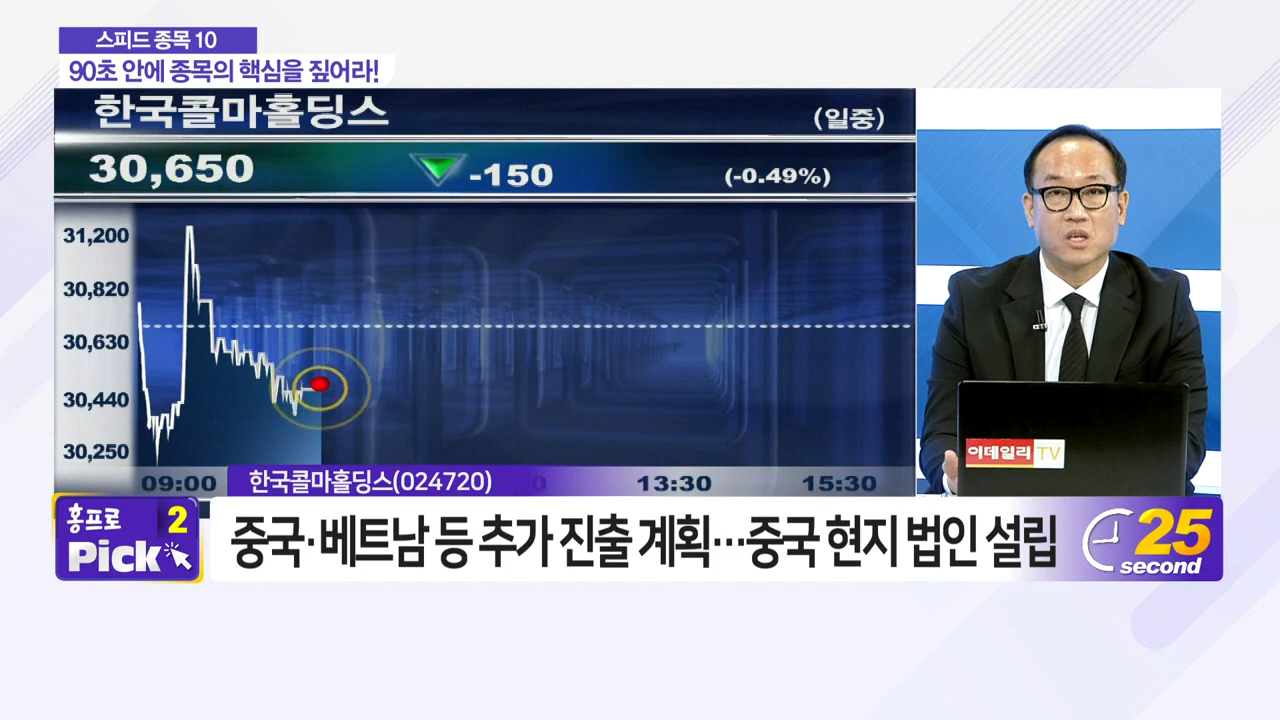 스피드 종목 10
90초 안에 종목의 핵심을 짚어라!
한국콜마홀딩스
(일중)
30,650
-150
(-0.49%)
31,200
30,820
30,630
30,440
30,250
09:00
한국콜마홀딩스(024720)
13:30
15:30
이데일리 TV
홍프로 2
Pick
중국·베트남 등 추가 진출 계획…중국 현지 법인 설립
25
second